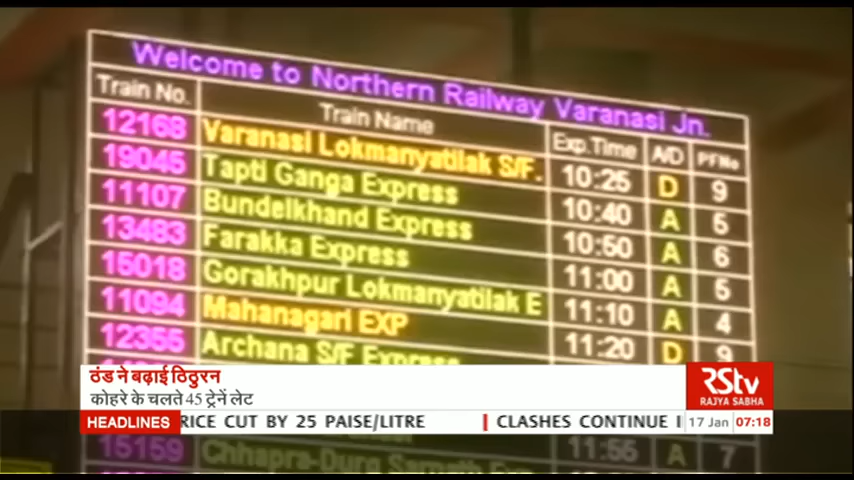 Welcome to Northern Railway Varanasi Jn.
Train No. Train Name Exp.Time A/D PFNo
12168 Varanasi Lokmanyatilak S/F. 10:25 D 9
19045 Tapti Ganga Express 10:40 A 5
11107 Bundelkhand Express 10:50 A 6
13483 Farakka Express 11:00 A 5
15018 Gorakhpur Lokmanyatilak E 11:10 A 4
11094 Mahanagari EXP 11:20 D 9
12355 Archana S/F Express
ठंड ने बढ़ाई ठिठुरन
कोहरे के चलते 45 ट्रेनें लेट
RStv
RAJYA SABHA
HEADLINES RICE CUT BY 25 PAISE/LITRE | CLASHES CONTINUE I 17 Jan 07:18
15159 Chhapra-Durg Sarnath Exp 11:55 A 7